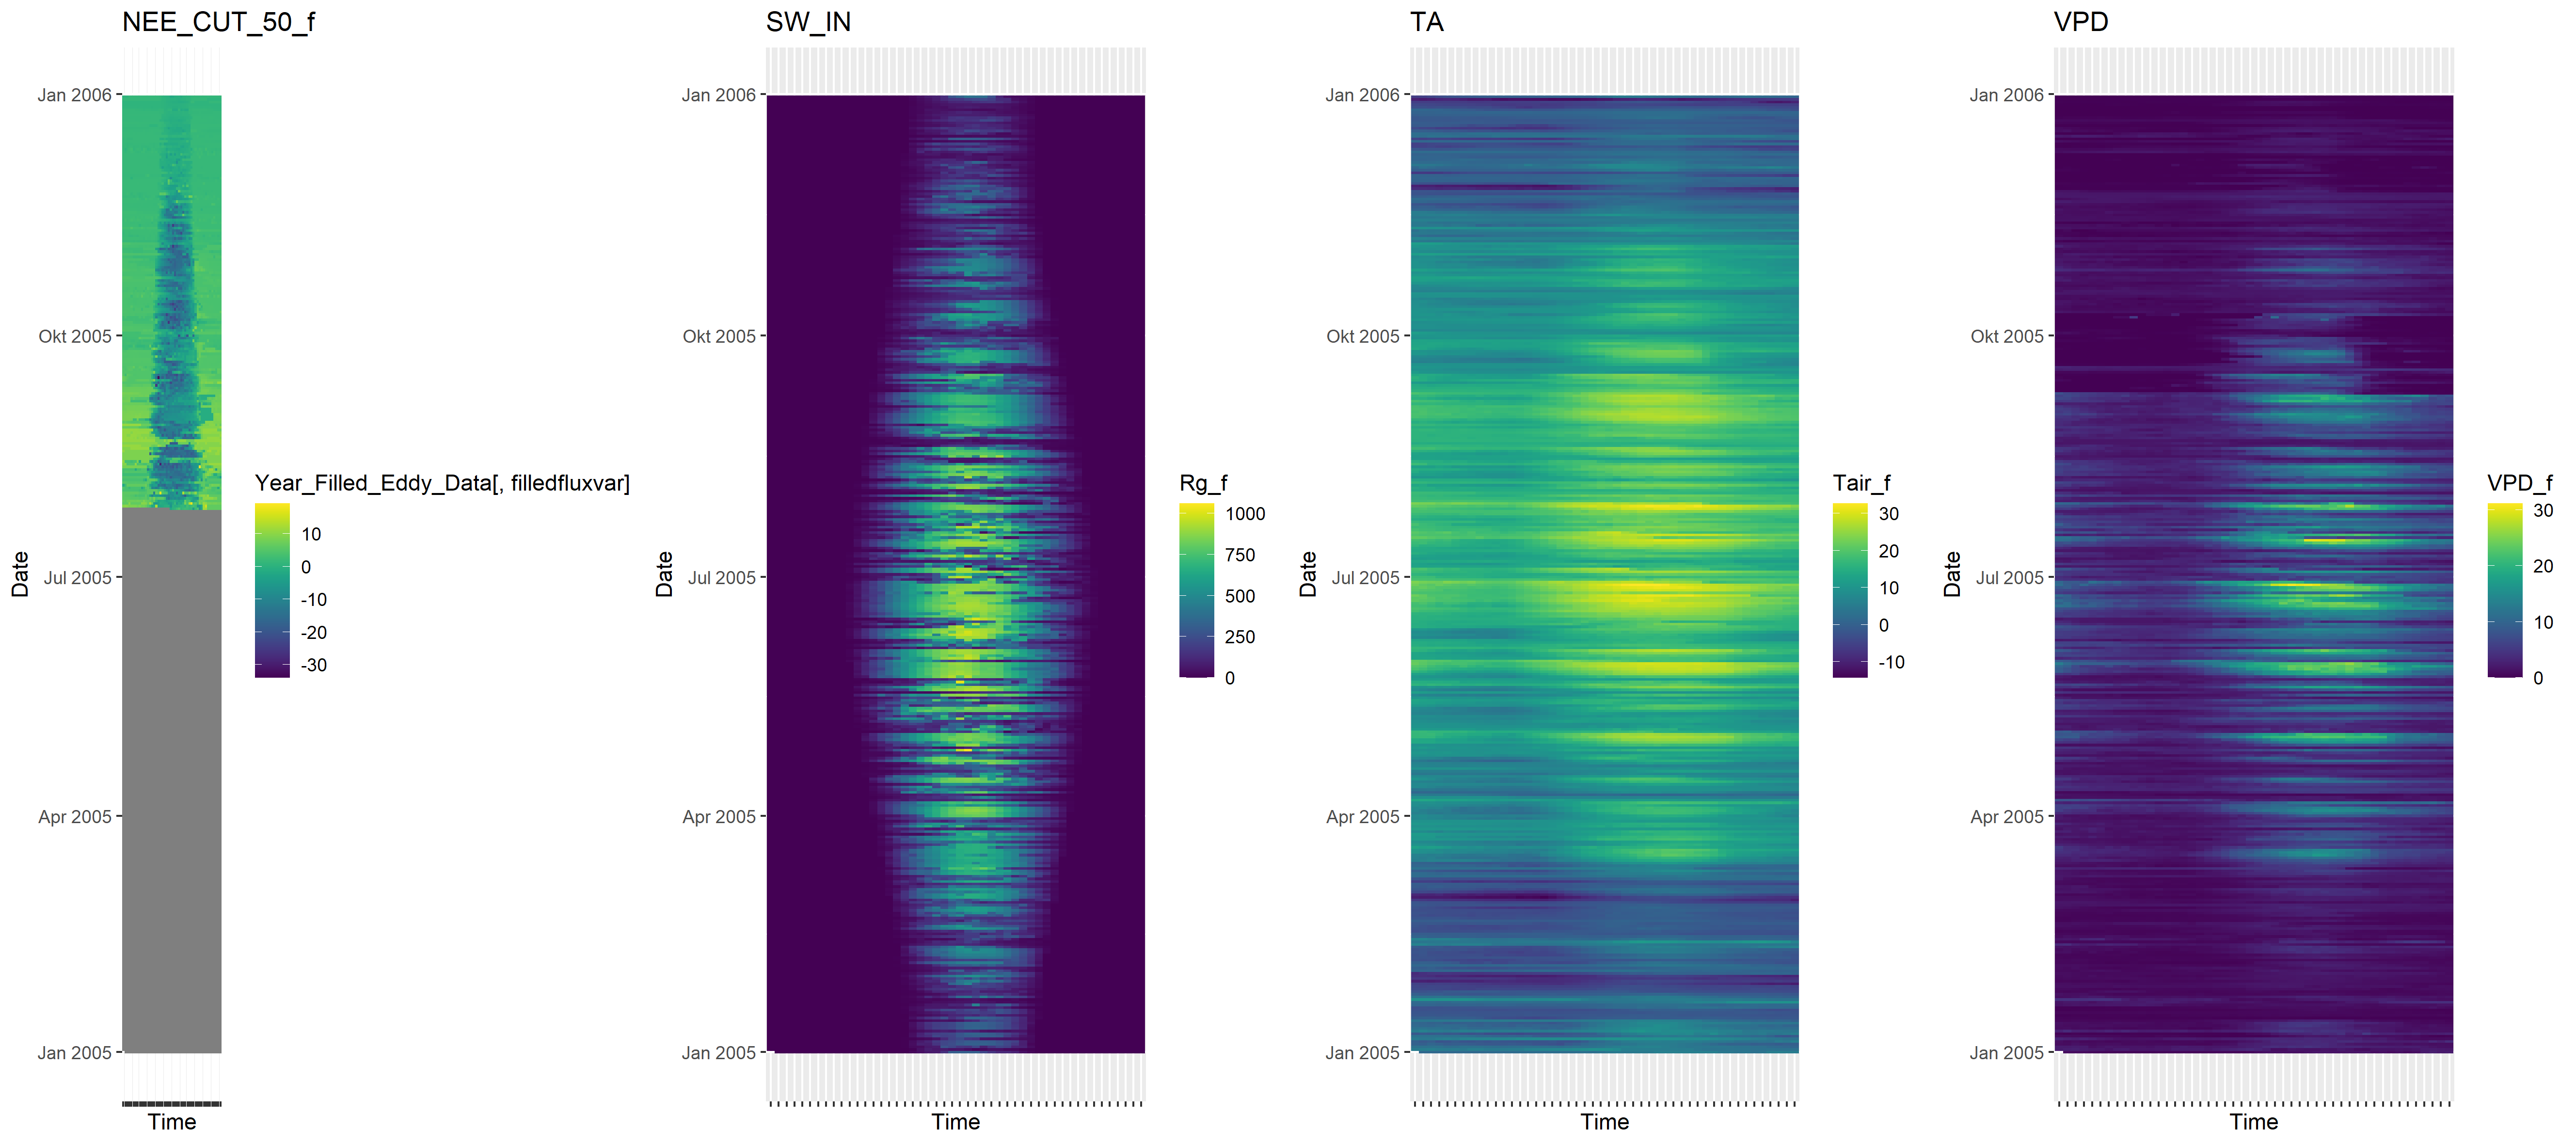 NEE_CUT_50_f
Jan 2006
Okt 2005
Jul 2005
Apr 2005
Jan 2005
Date
Time
Year_Filled_Eddy_Data[, filledfluxvar]
10
0
-10
-20
-30
SW_IN
Jan 2006
Okt 2005
Jul 2005
Apr 2005
Jan 2005
Date
Time
Rg_f
1000
750
500
250
0
TA
Jan 2006
Okt 2005
Jul 2005
Apr 2005
Jan 2005
Date
Time
Tair_f
30
20
10
0
-10
VPD
Jan 2006
Okt 2005
Jul 2005
Apr 2005
Jan 2005
Date
Time
VPD_f
30
20
10
0